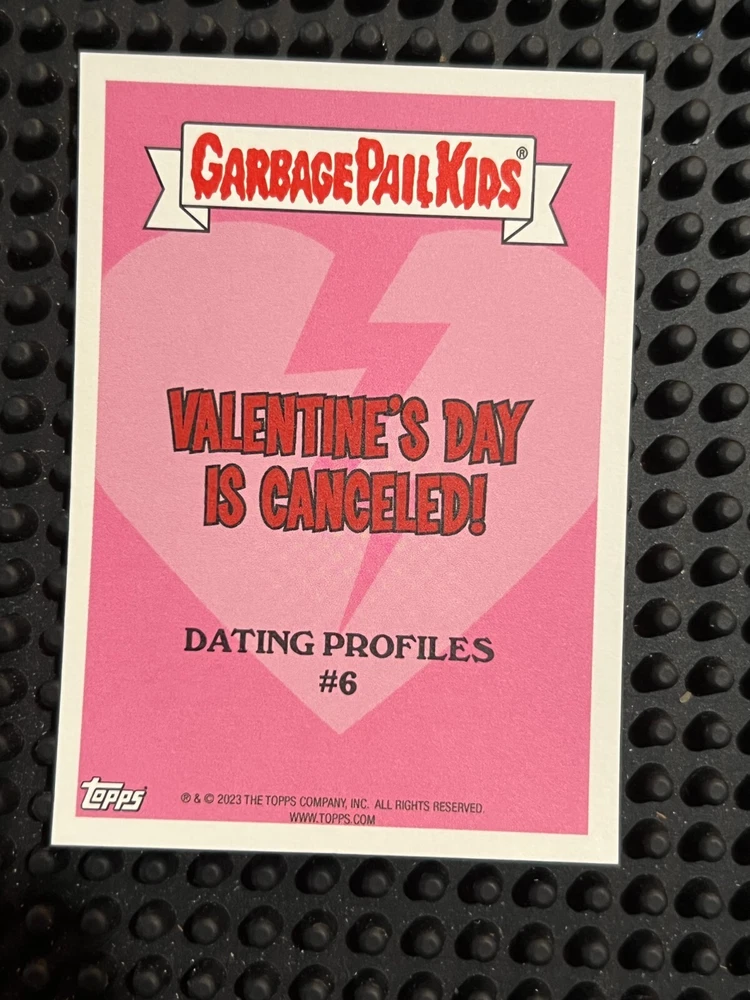 GARBAGE PAIL KIDS®
VALENTINE'S DAY
IS CANCELED!
DATING PROFILES
#6
topps
® & © 2023 THE TOPPS COMPANY, INC. ALL RIGHTS RESERVED.
WWW.TOPPS.COM